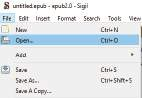 untitled.epub - epub2.0 - Sigil
File Edit Insert Format Search Tools View
New Ctrl+N
Open... Ctrl+O
Add
Save Ctrl+S
Save As... Ctrl+Shift+S
Save A Copy...